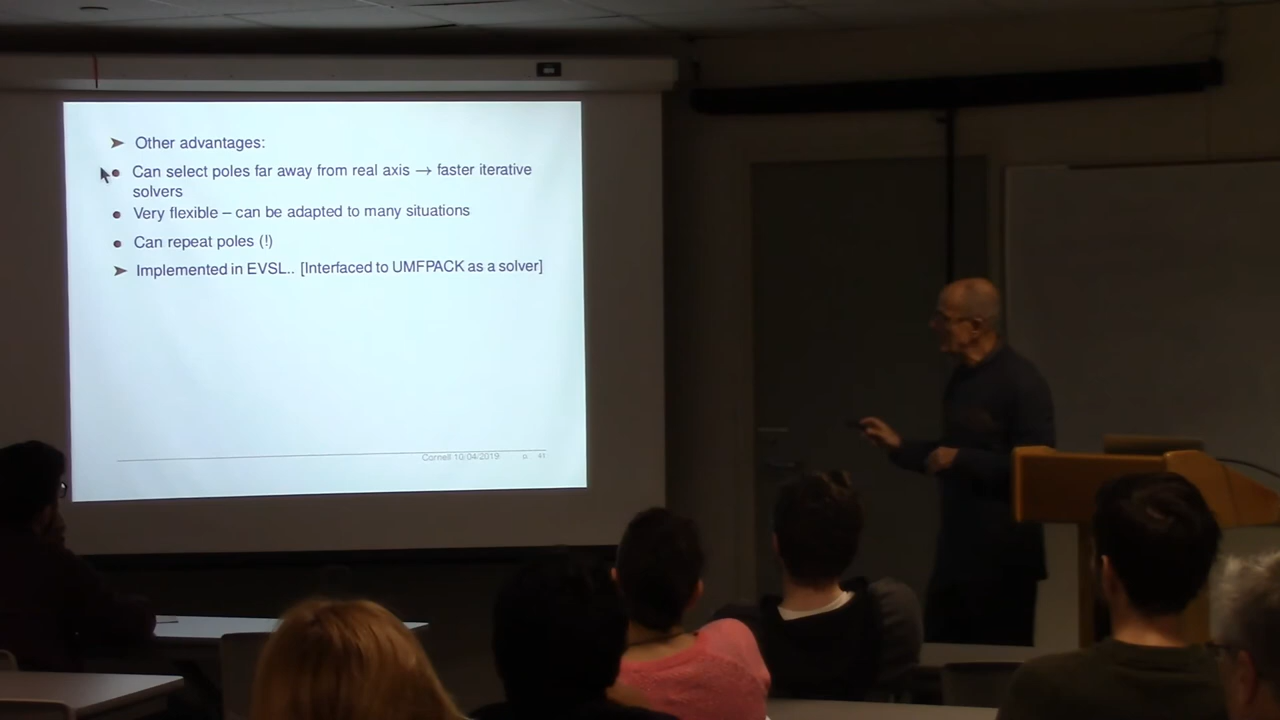 Other advantages:
Can select poles far away from real axis → faster iterative
solvers
Very flexible – can be adapted to many situations
Can repeat poles (!)
Implemented in EVSL.. [Interfaced to UMFPACK as a solver]
Cornell 10/04/2019 p. 41